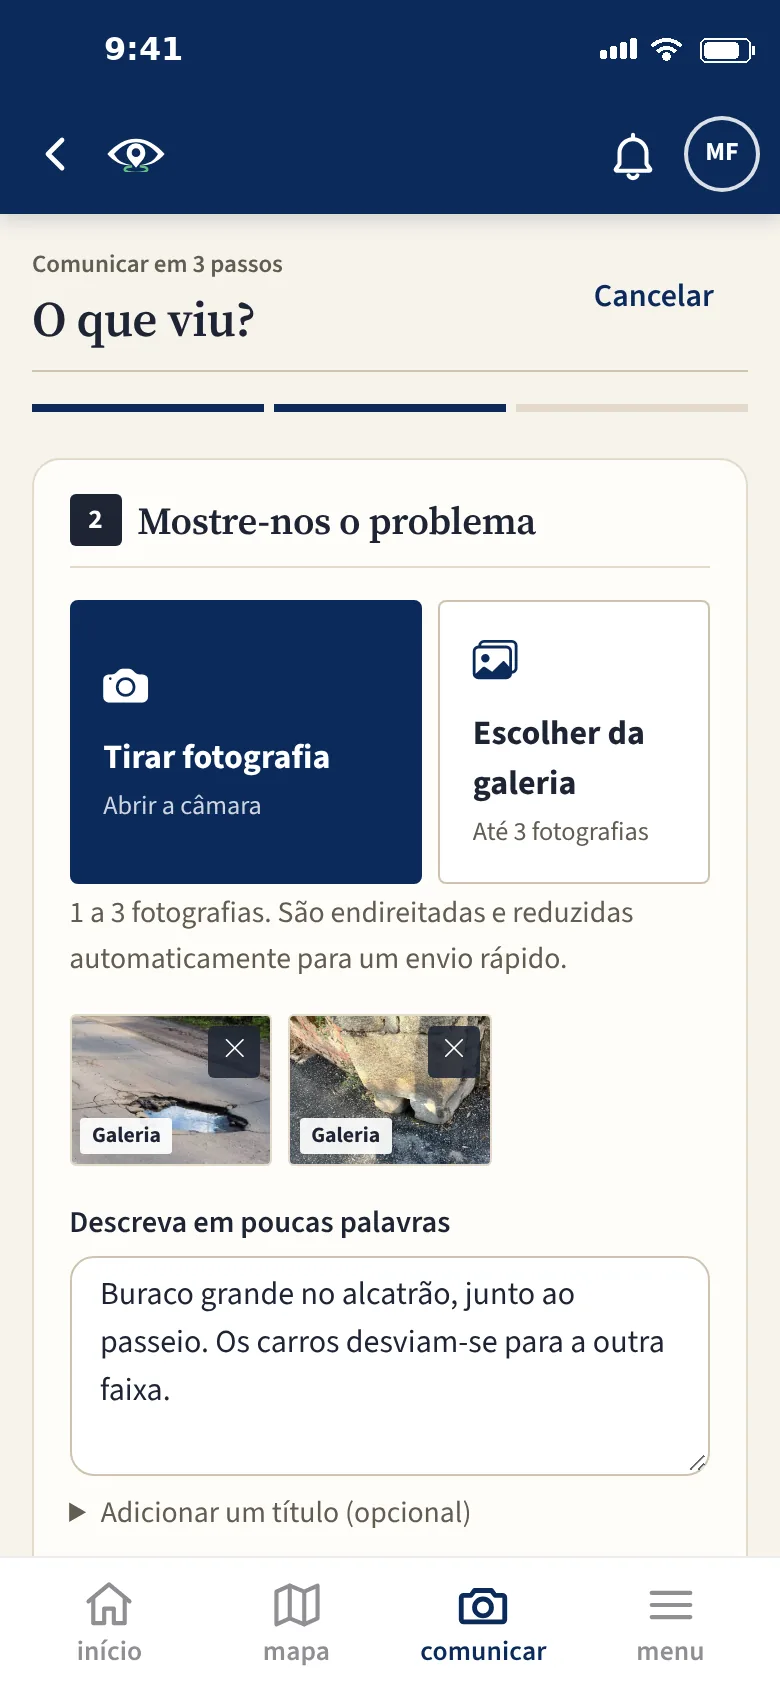 9:41
MF
Comunicar em 3 passos
O que viu?
Cancelar
2
Mostre-nos o problema
Tirar fotografia
Abrir a câmara
Escolher da
galeria
Até 3 fotografias
1 a 3 fotografias. São endireitadas e reduzidas
automaticamente para um envio rápido.
Galeria
Galeria
Descreva em poucas palavras
Buraco grande no alcatrão, junto ao
passeio. Os carros desviam-se para a outra
faixa.
Adicionar um título (opcional)
início
mapa
comunicar
menu